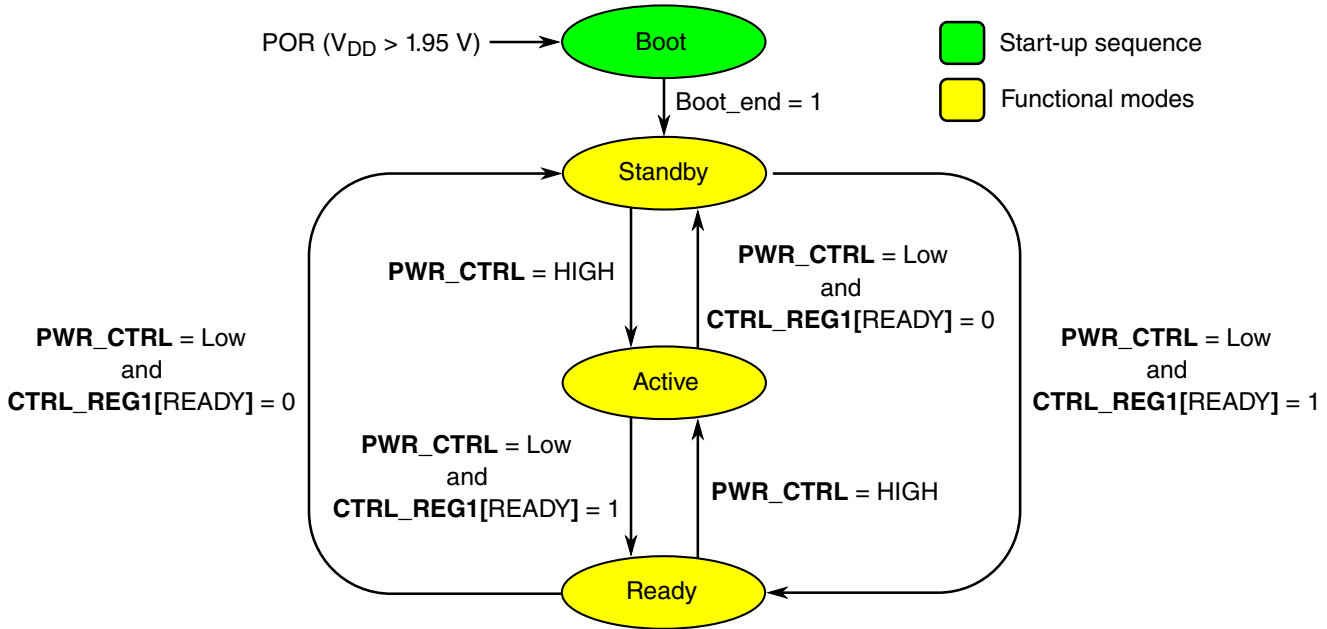 POR (VDD > 1.95 V)
Boot
Start-up sequence
Functional modes
Boot_end = 1
Standby
PWR_CTRL = HIGH
PWR_CTRL = Low
and
CTRL_REG1[READY] = 0
PWR_CTRL = Low
and
CTRL_REG1[READY] = 0
PWR_CTRL = Low
and
CTRL_REG1[READY] = 1
Active
PWR_CTRL = Low
and
CTRL_REG1[READY] = 1
PWR_CTRL = HIGH
Ready